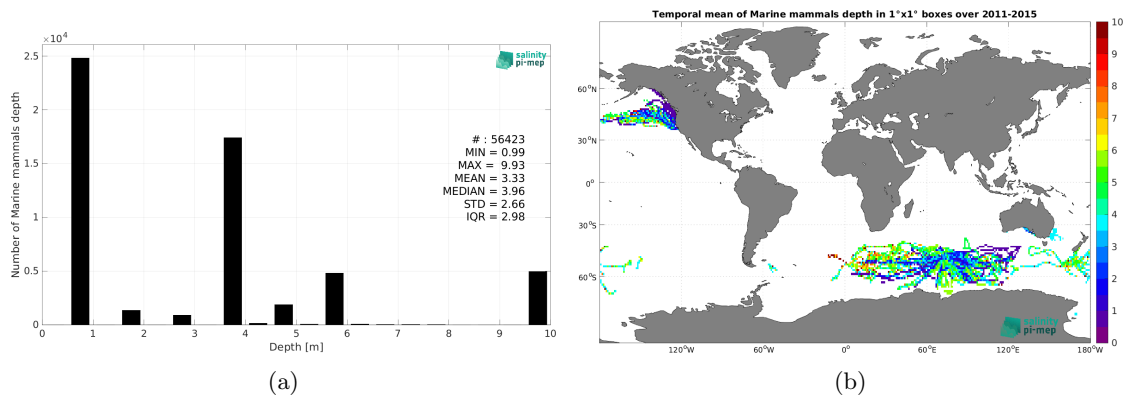 ×10⁴
2.5
2
1.5
1
0.5
0
0 1 2 3 4 5 6 7 8 9 10
Number of Marine mammals depth
Depth [m]
salinity
pi-mep
# : 56423
MIN = 0.99
MAX = 9.93
MEAN = 3.33
MEDIAN = 3.96
STD = 2.66
IQR = 2.98
(a)
Temporal mean of Marine mammals depth in 1°x1° boxes over 2011-2015
60°N
30°N
0°
30°S
60°S
120°W 60°W 0° 60°E 120°E 180°W
salinity
pi-mep
10
9
8
7
6
5
4
3
2
1
0
(b)